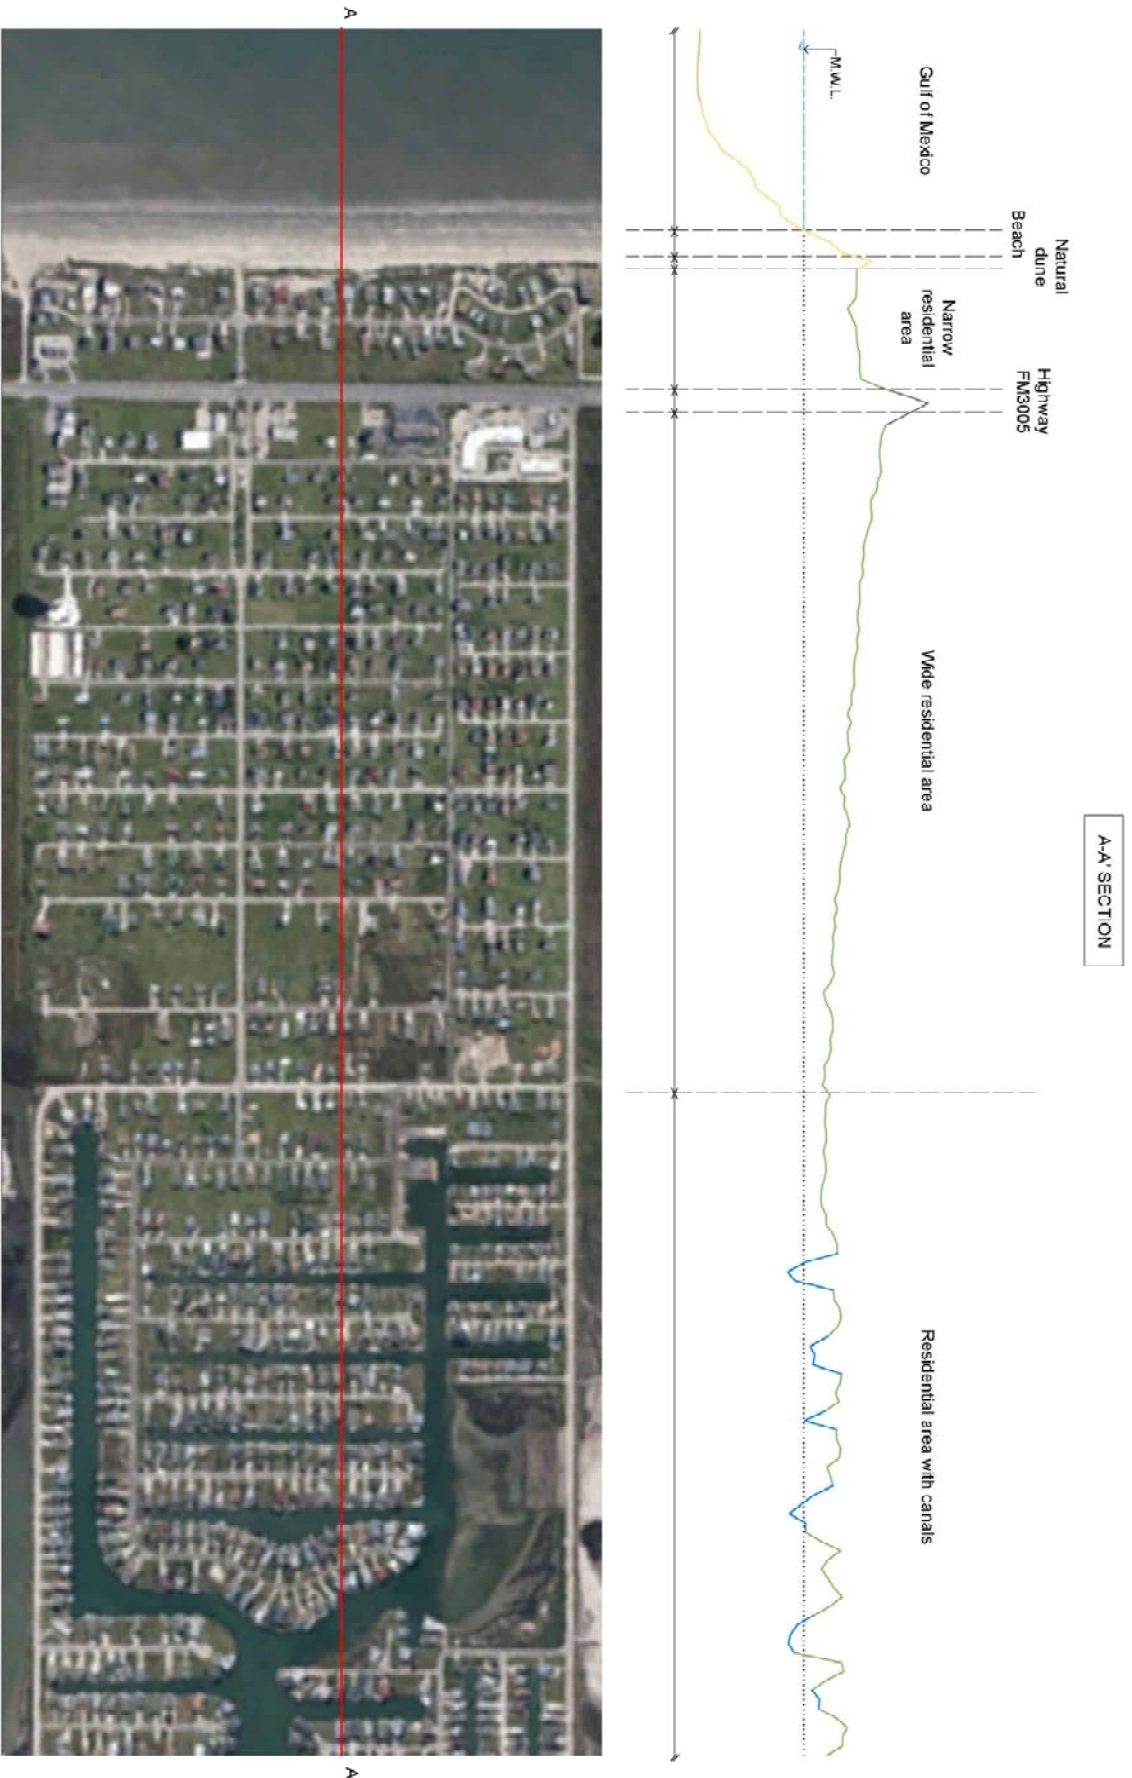 A-A' SECTION
Natural
dune
Beach
Highway
FM3005
Gulf of Mexico
Narrow
residential
area
Wide residential area
Residential area with canals
M.W.L.
A
A